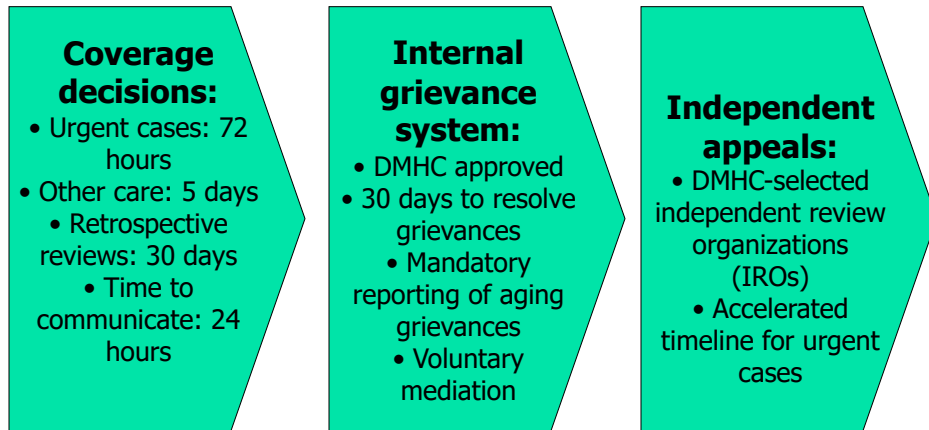 Coverage
decisions:
• Urgent cases: 72
hours
• Other care: 5 days
• Retrospective
reviews: 30 days
• Time to
communicate: 24
hours
Internal
grievance
system:
• DMHC approved
• 30 days to resolve
grievances
• Mandatory
reporting of aging
grievances
• Voluntary
mediation
Independent
appeals:
• DMHC-selected
independent review
organizations
(IROs)
• Accelerated
timeline for urgent
cases